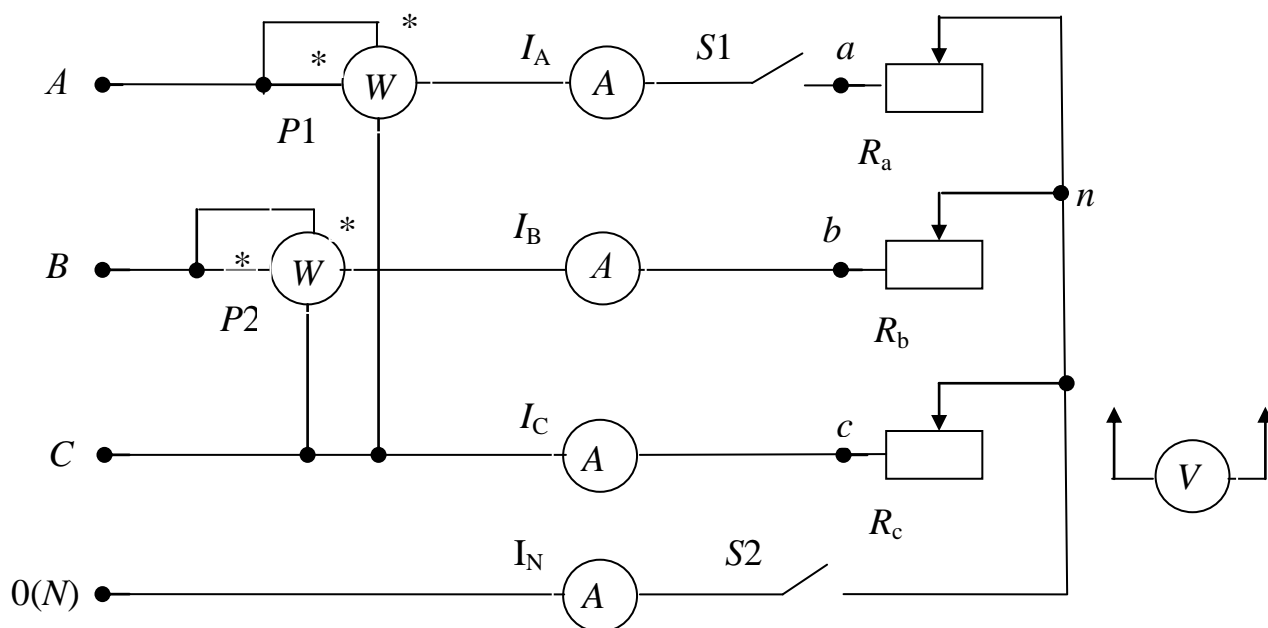 * 
A * W I_A A S1 a
P1 R_a
n
B * * W I_B A b
P2 R_b
C I_C A c
V
R_c
0(N) I_N A S2